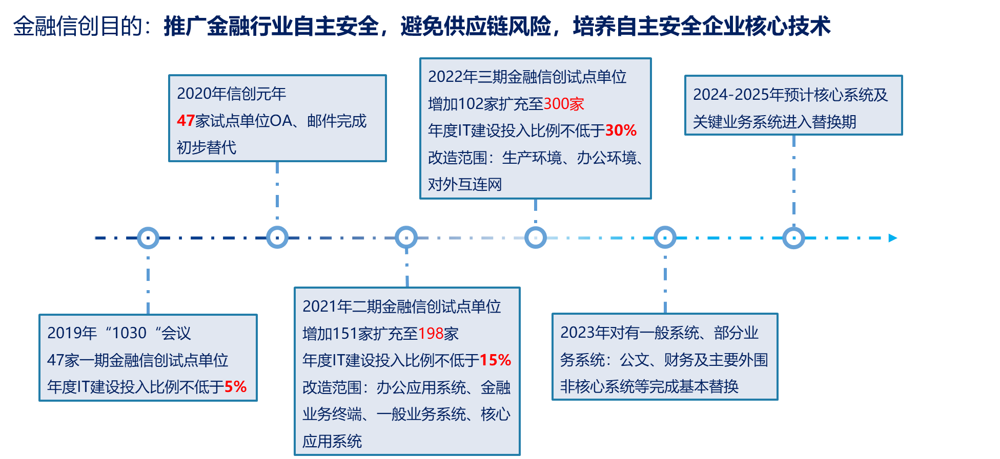 金融信创目的：推广金融行业自主安全，避免供应链风险，培养自主安全企业核心技术
2019年“1030“会议
47家一期金融信创试点单位
年度IT建设投入比例不低于5%
2020年信创元年
47家试点单位OA、邮件完成
初步替代
2021年二期金融信创试点单位
增加151家扩充至198家
年度IT建设投入比例不低于15%
改造范围：办公应用系统、金融
业务终端、一般业务系统、核心
应用系统
2022年三期金融信创试点单位
增加102家扩充至300家
年度IT建设投入比例不低于30%
改造范围：生产环境、办公环境、
对外互连网
2023年对有一般系统、部分业
务系统：公文、财务及主要外围
非核心系统等完成基本替换
2024-2025年预计核心系统及
关键业务系统进入替换期